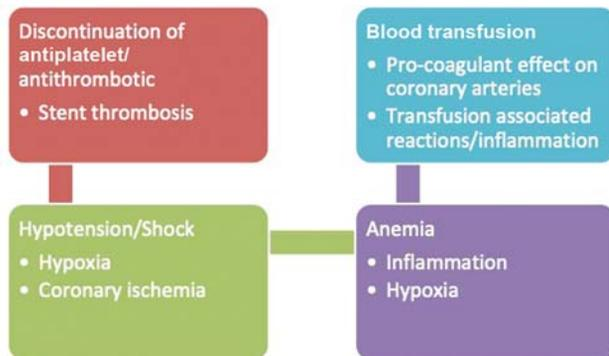 Discontinuation of
antiplatelet/
antithrombotic
• Stent thrombosis
Blood transfusion
• Pro-coagulant effect on
coronary arteries
• Transfusion associated
reactions/inflammation
Hypotension/Shock
• Hypoxia
• Coronary ischemia
Anemia
• Inflammation
• Hypoxia